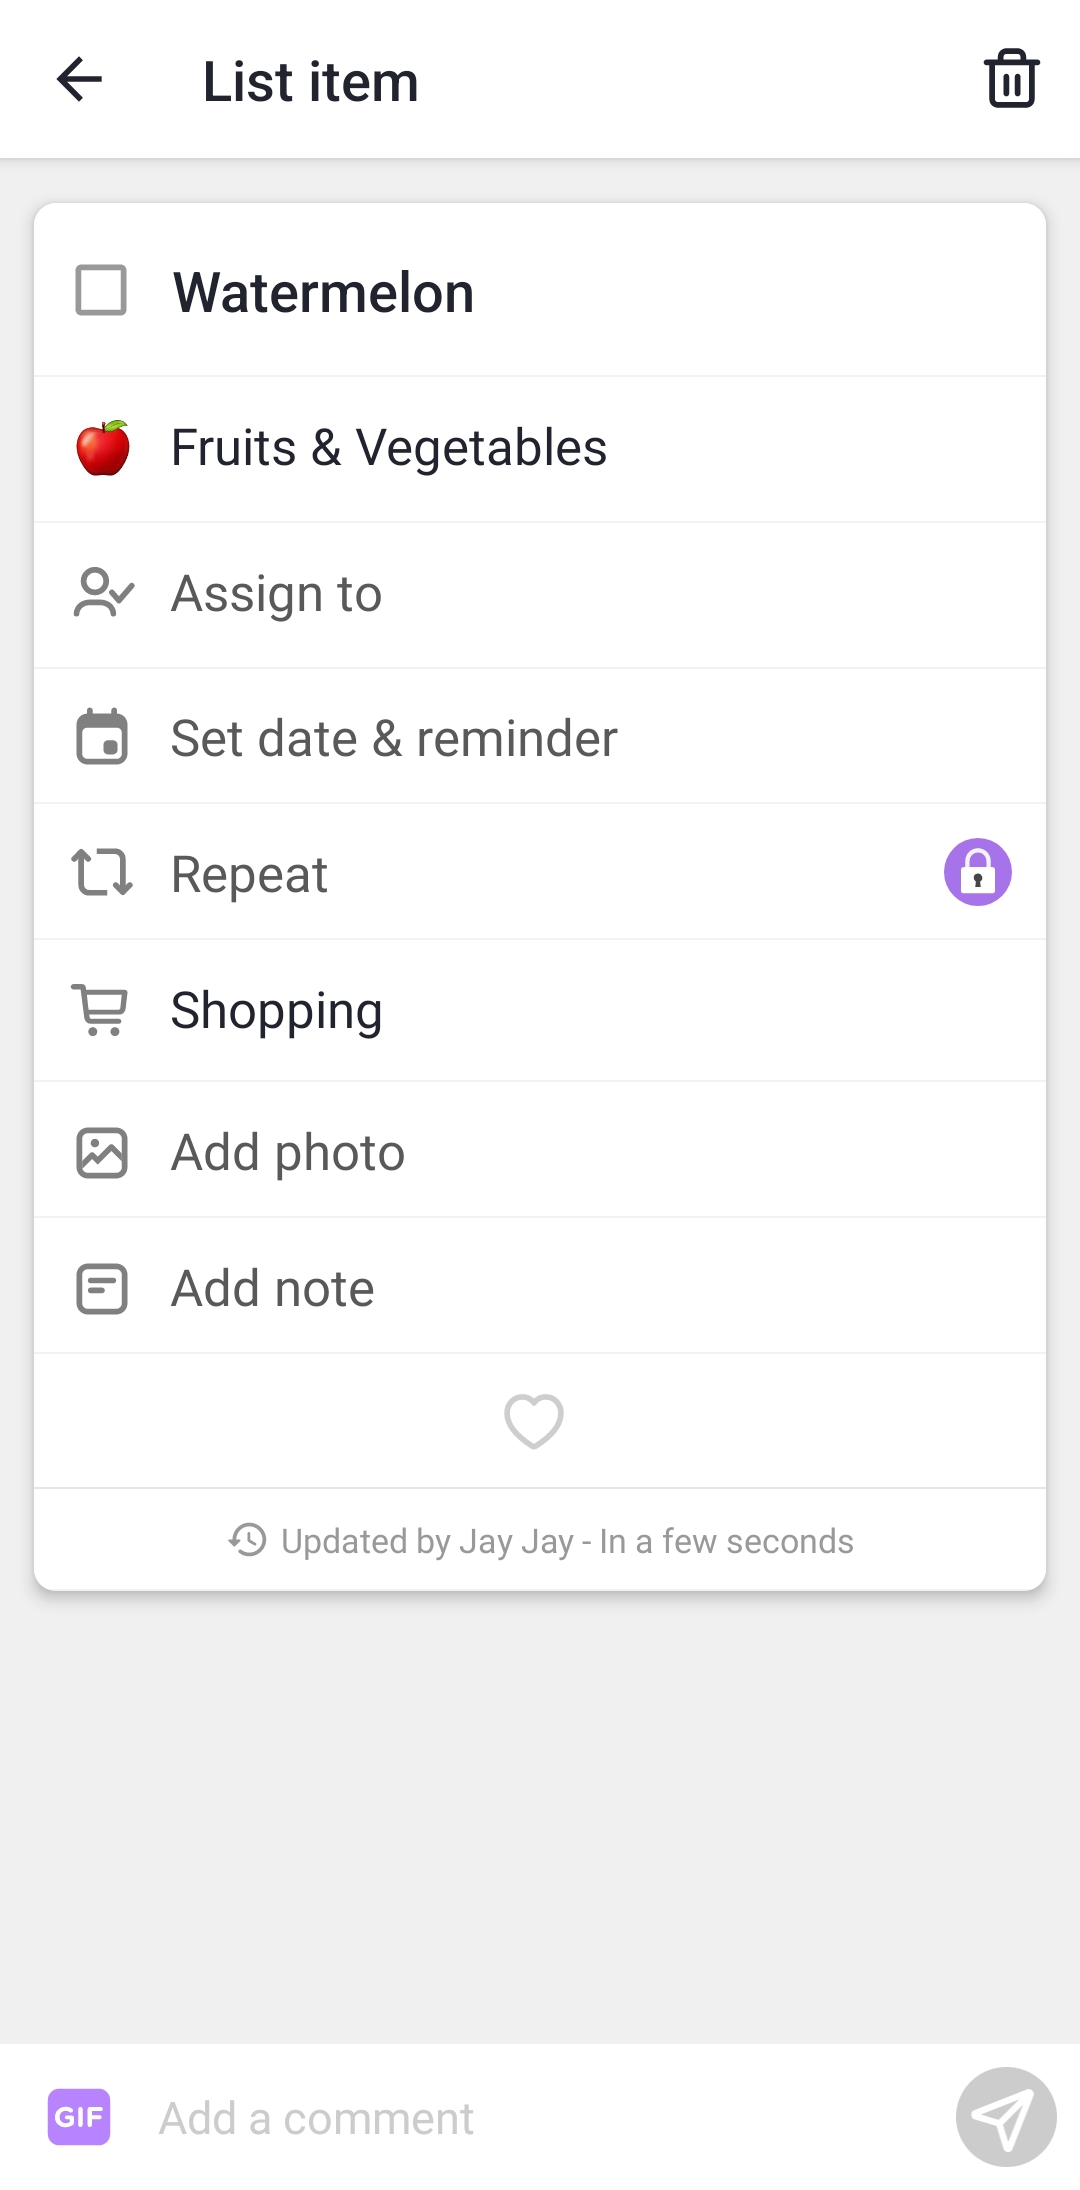 List item
Watermelon
Fruits & Vegetables
Assign to
Set date & reminder
Repeat
Shopping
Add photo
Add note
Updated by Jay Jay - In a few seconds
GIF Add a comment